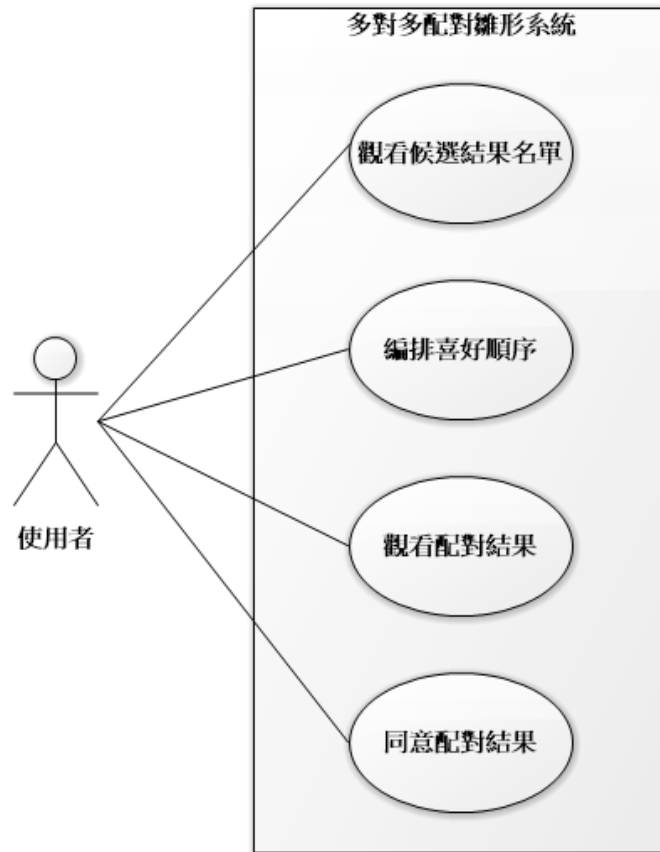 多對多配對雛形系統
觀看候選結果名單
編排喜好順序
使用者
觀看配對結果
同意配對結果